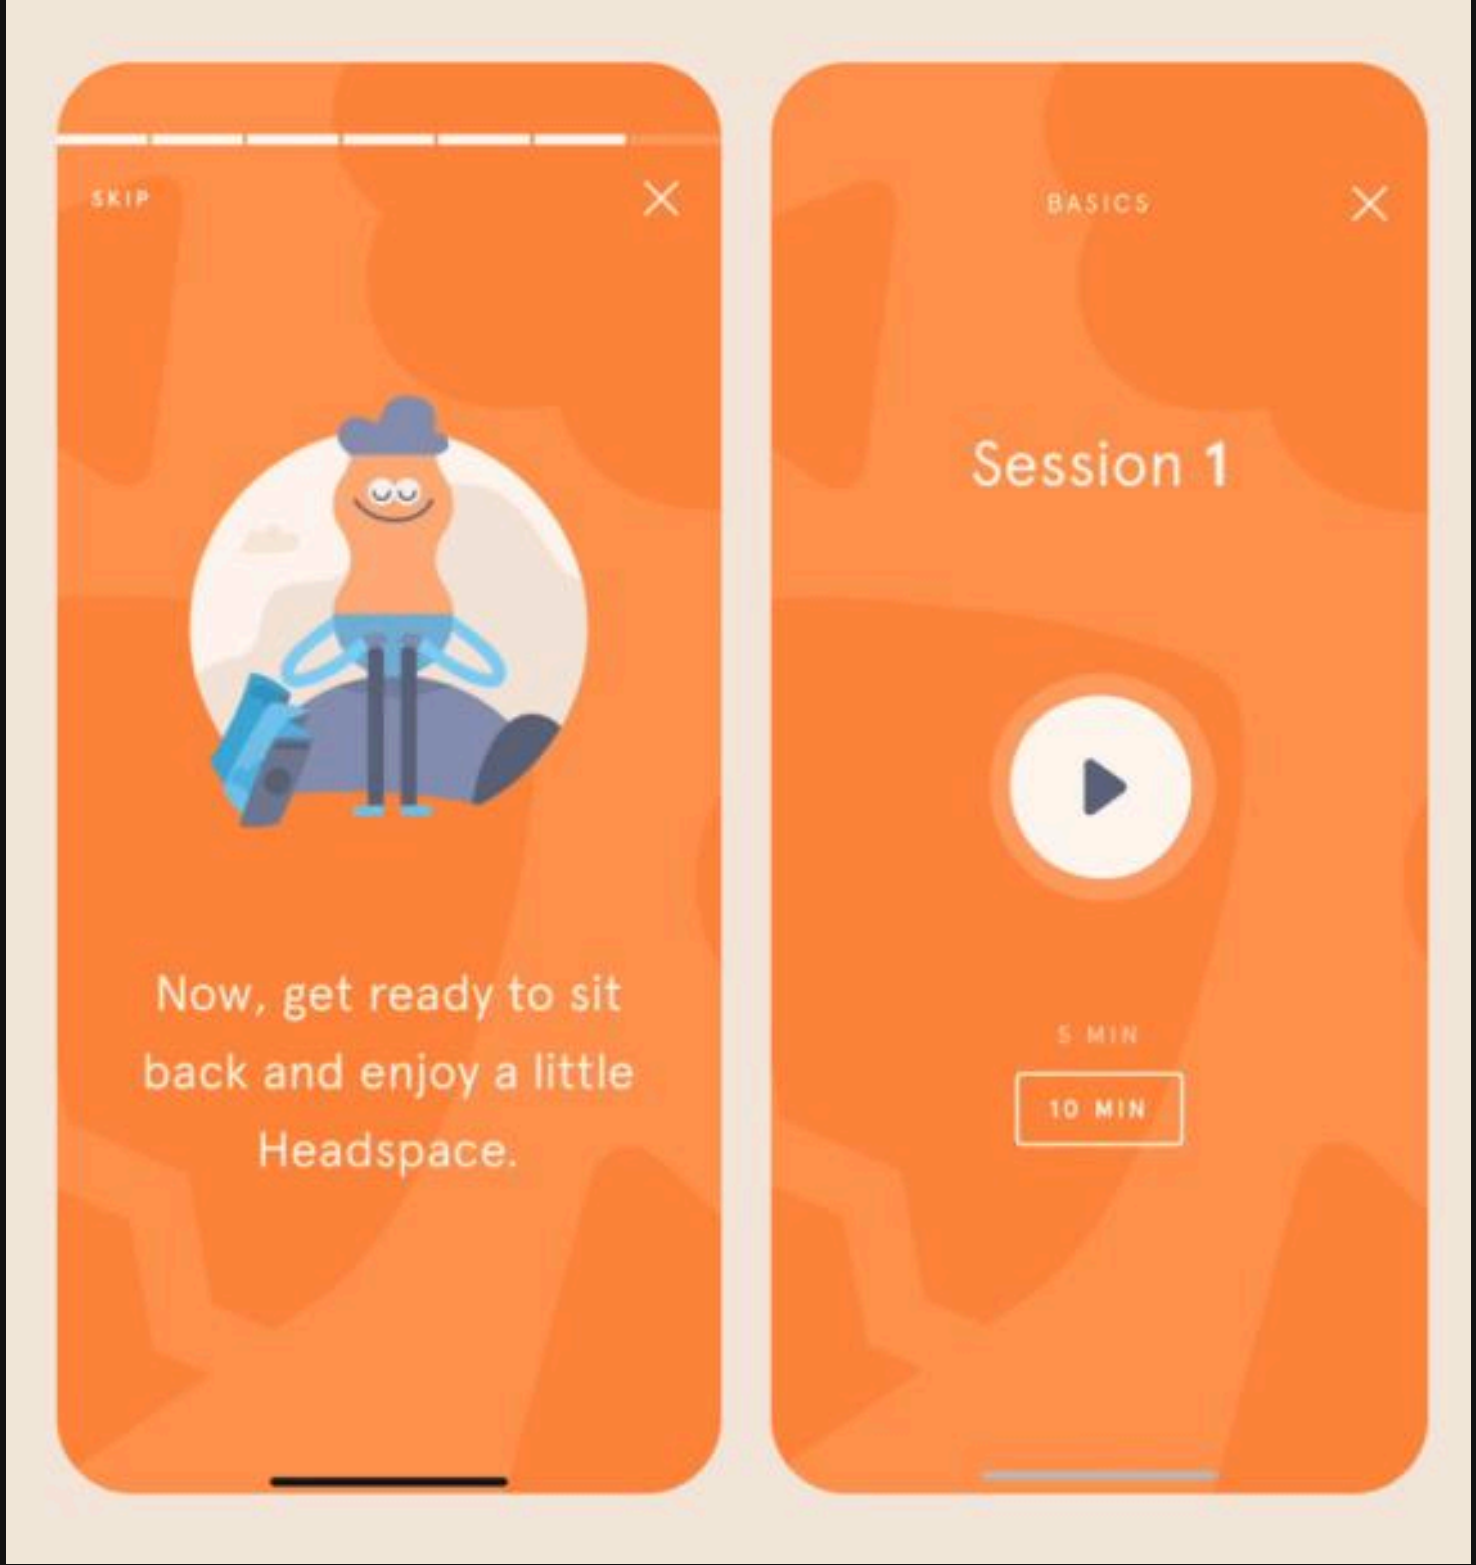 SKIP
Now, get ready to sit
back and enjoy a little
Headspace.
BASICS
Session 1
5 MIN
10 MIN